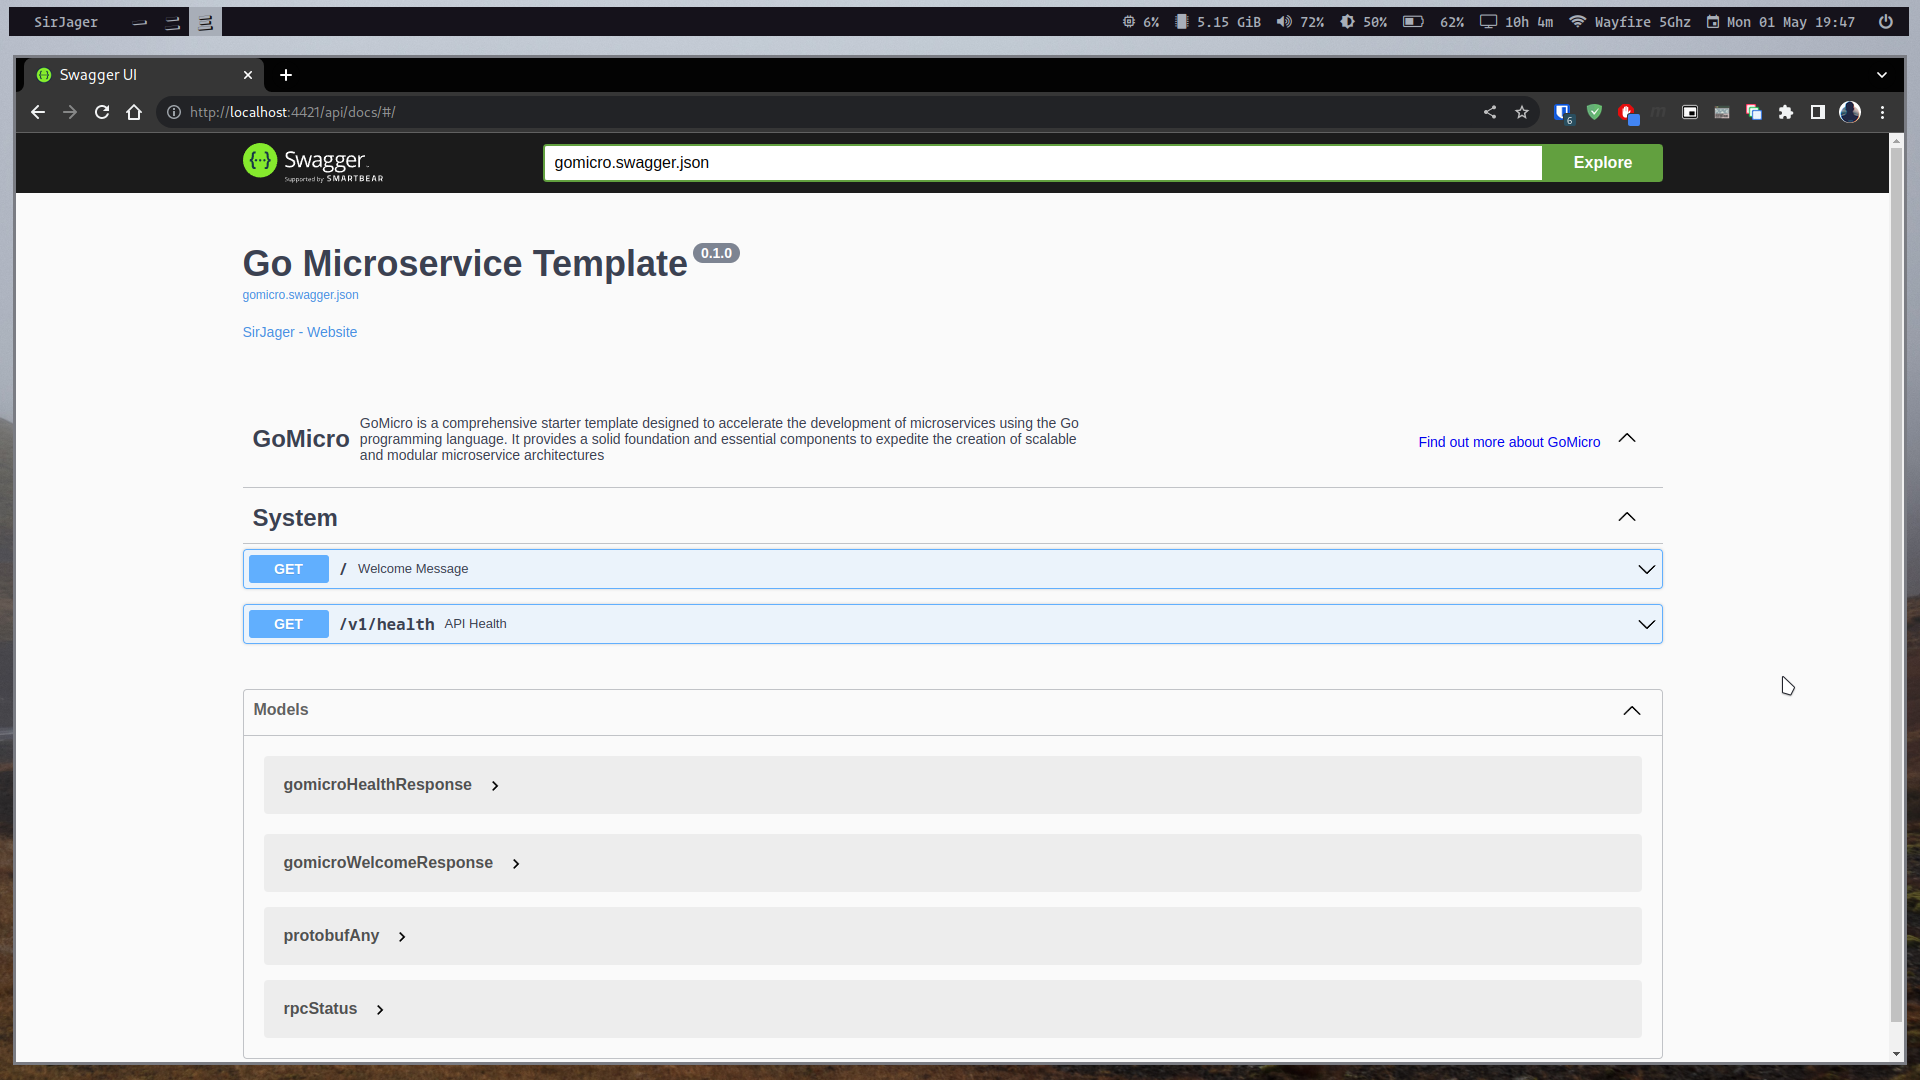 SirJager
6% 5.15 GiB 72% 50% 62% 10h 4m Wayfire 5Ghz Mon 01 May 19:47
Swagger UI
http://localhost:4421/api/docs/#/
6
Swagger.
Supported by SMARTBEAR
gomicro.swagger.json
Explore
Go Microservice Template 0.1.0
gomicro.swagger.json
SirJager - Website
GoMicro
GoMicro is a comprehensive starter template designed to accelerate the development of microservices using the Go
programming language. It provides a solid foundation and essential components to expedite the creation of scalable
and modular microservice architectures
Find out more about GoMicro
System
GET / Welcome Message
GET /v1/health API Health
Models
gomicroHealthResponse
gomicroWelcomeResponse
protobufAny
rpcStatus